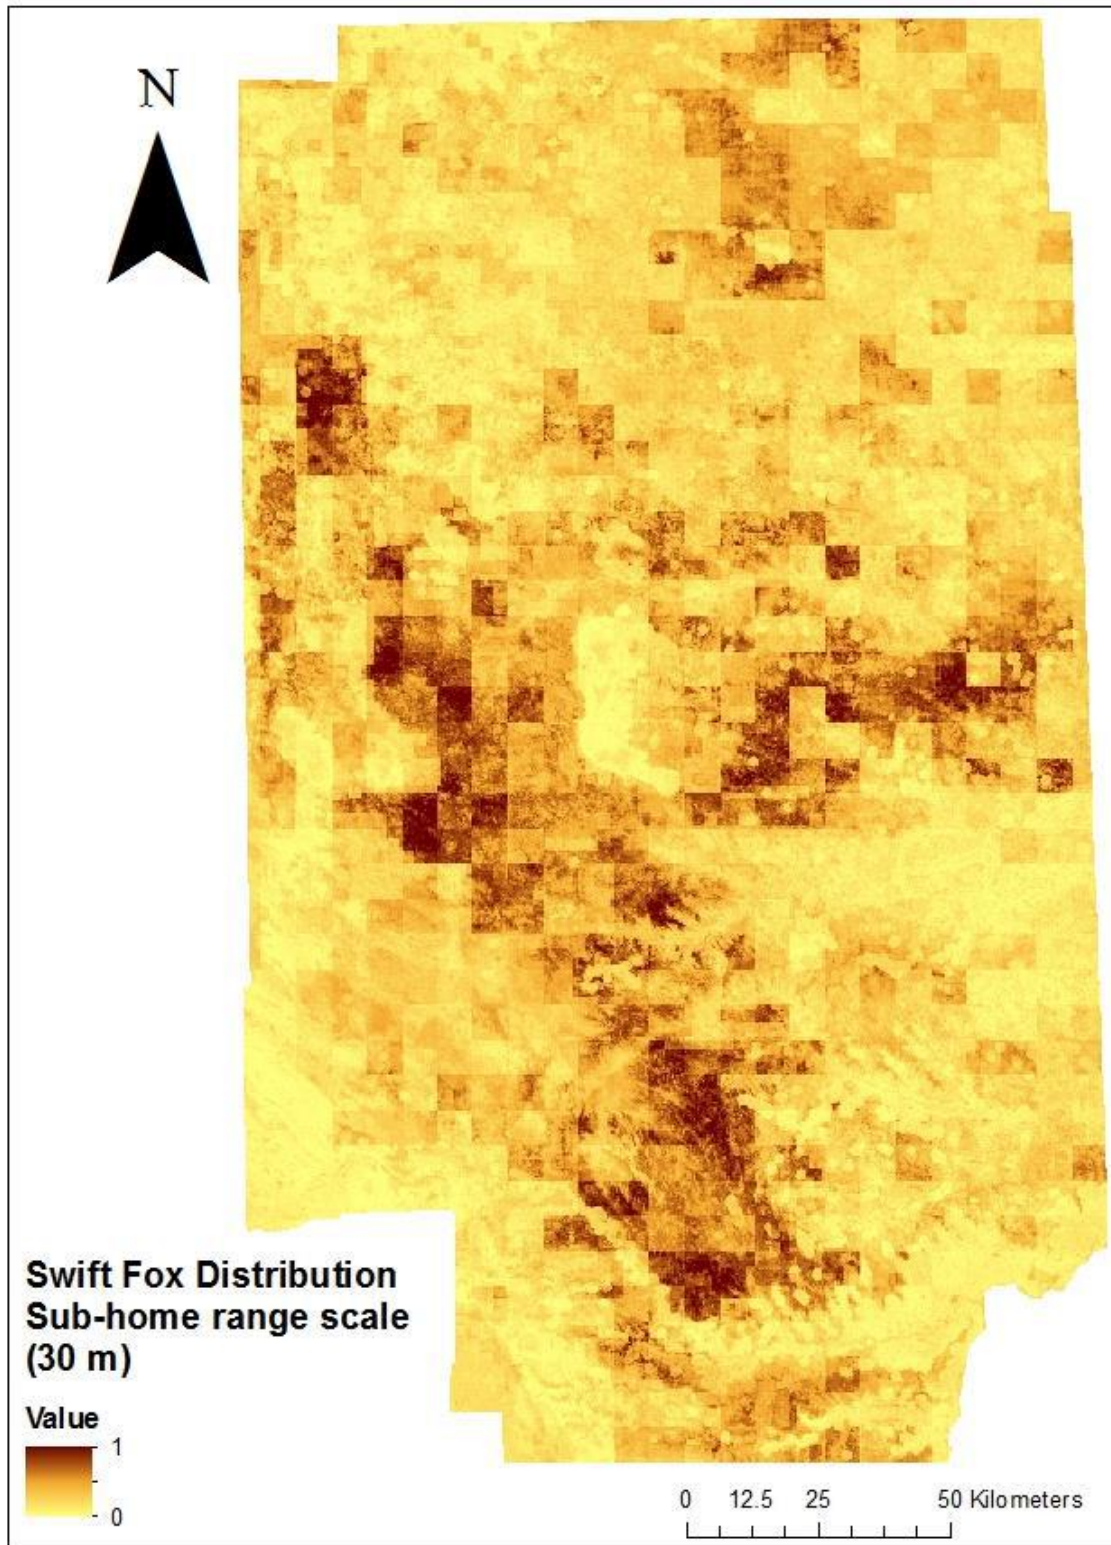 N
Swift Fox Distribution
Sub-home range scale
(30 m)
Value
1
0
0 12.5 25 50 Kilometers